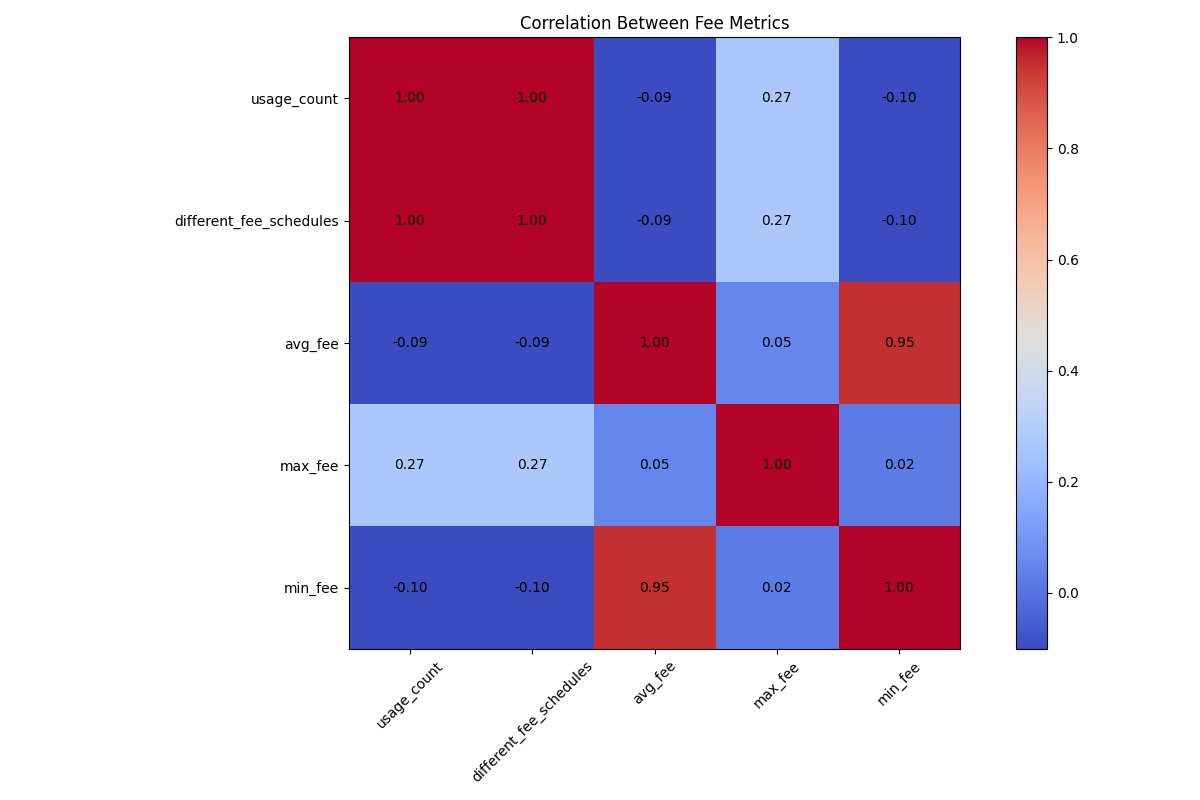 Correlation Between Fee Metrics
usage_count 1.00 1.00 -0.09 0.27 -0.10
different_fee_schedules 1.00 1.00 -0.09 0.27 -0.10
avg_fee -0.09 -0.09 1.00 0.05 0.95
max_fee 0.27 0.27 0.05 1.00 0.02
min_fee -0.10 -0.10 0.95 0.02 1.00
usage_count different_fee_schedules avg_fee max_fee min_fee
1.0
0.8
0.6
0.4
0.2
0.0